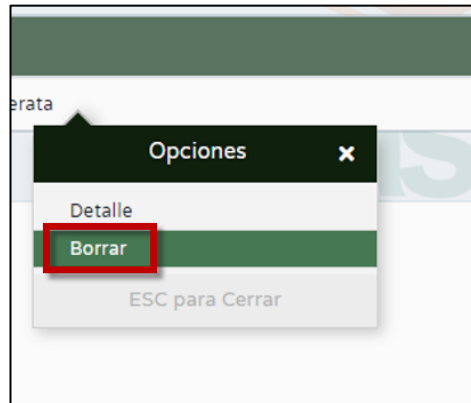 erata
Opciones ×
Detalle
Borrar
ESC para Cerrar